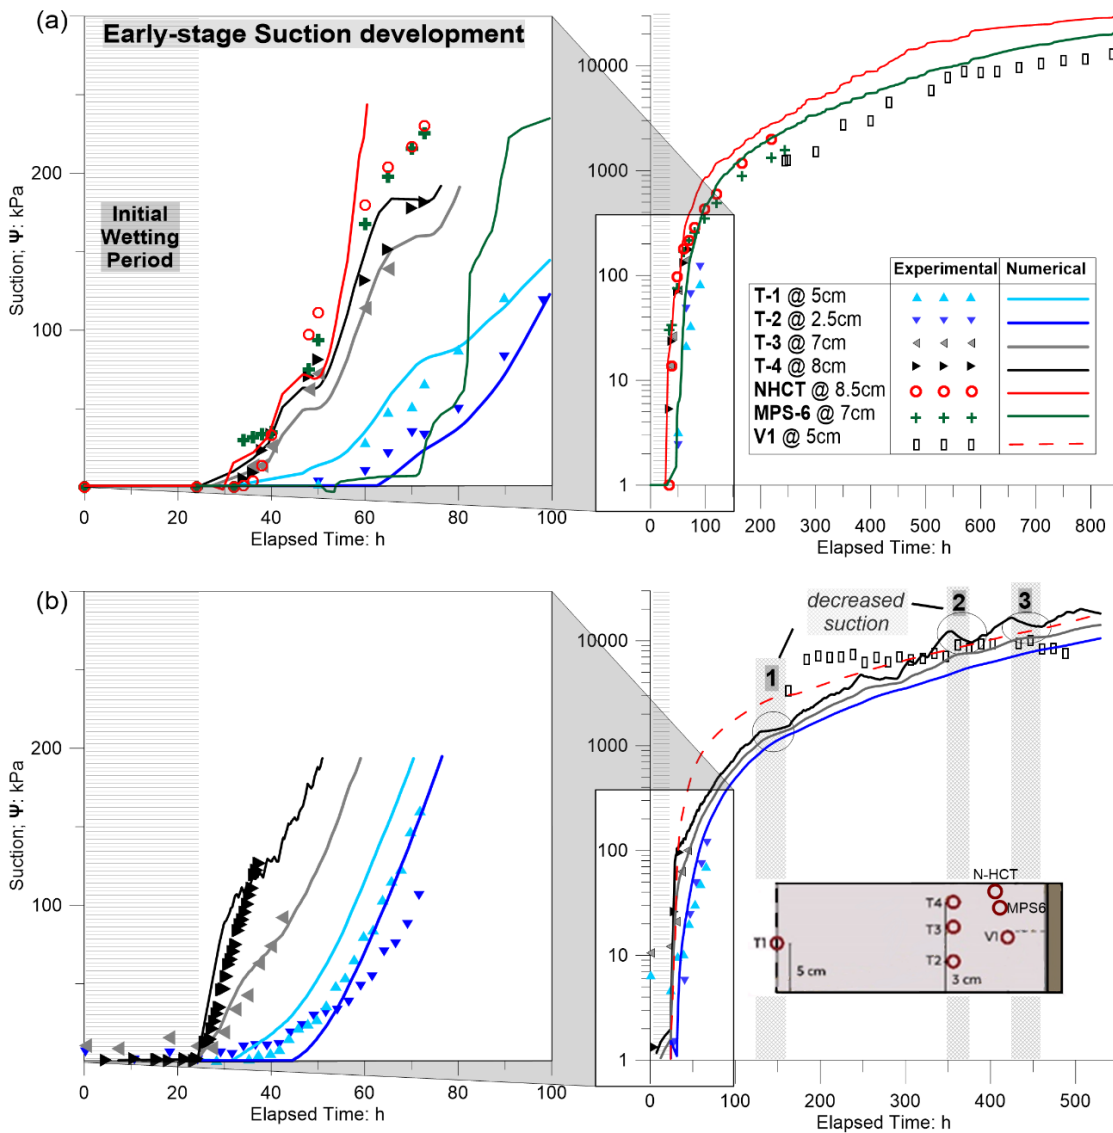 (a)
Early-stage Suction development
Initial
Wetting
Period
Suction; Ψ: kPa
200
100
0 20 40 60 80 100
Elapsed Time: h
10000
1000
100
10
1
0 100 200 300 400 500 600 700 800
Elapsed Time: h
Experimental Numerical
T-1 @ 5cm
T-2 @ 2.5cm
T-3 @ 7cm
T-4 @ 8cm
NHCT @ 8.5cm
MPS-6 @ 7cm
V1 @ 5cm
(b)
Suction; Ψ: kPa
200
100
0 20 40 60 80 100
Elapsed Time: h
decreased
suction
1
2
3
10000
1000
100
10
1
0 100 200 300 400 500
Elapsed Time: h
N-HCT
T4
MPS6
T3
V1
T1
T2
5 cm
3 cm